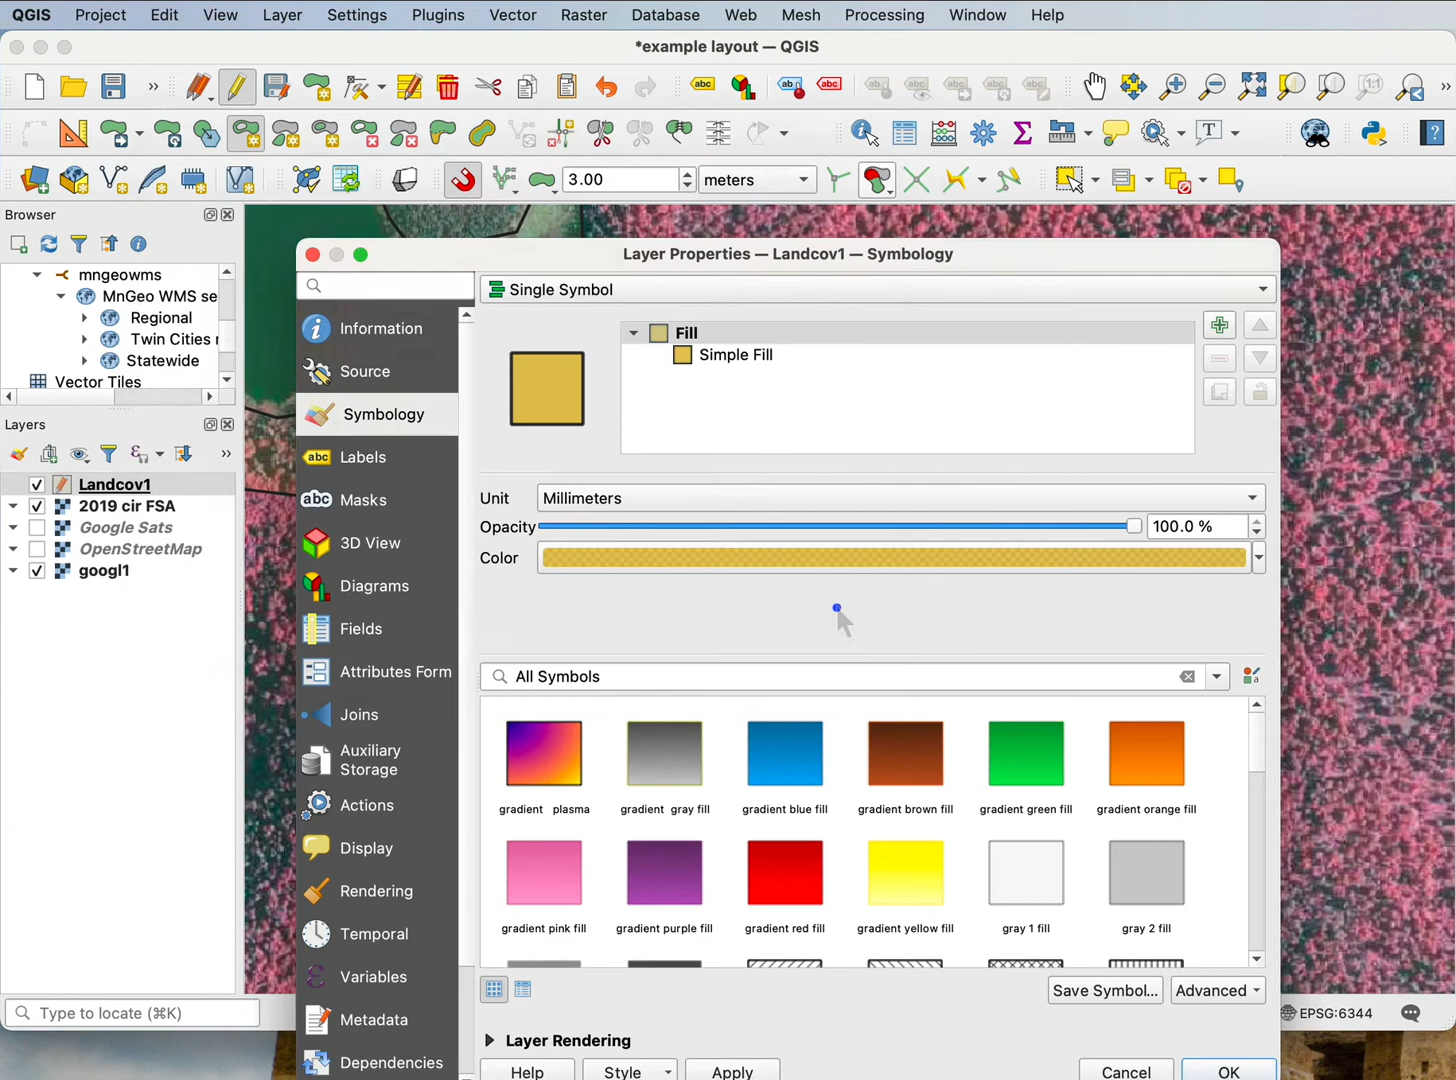 QGIS Project Edit View Layer Settings Plugins Vector Raster Database Web Mesh Processing Window Help
*example layout — QGIS
abc abc abc
3.00 meters
Browser
mngeowms
MnGeo WMS se
Regional
Twin Cities r
Statewide
Vector Tiles
Layers
Landcov1
2019 cir FSA
Google Sats
OpenStreetMap
googl1
Type to locate (⌘K)
Layer Properties — Landcov1 — Symbology
Information
Source
Symbology
abc Labels
abc Masks
3D View
Diagrams
Fields
Attributes Form
Joins
Auxiliary
Storage
Actions
Display
Rendering
Temporal
Variables
Metadata
Dependencies
Single Symbol
Fill
Simple Fill
Unit Millimeters
Opacity 100.0 %
Color
All Symbols
gradient plasma gradient gray fill gradient blue fill gradient brown fill gradient green fill gradient orange fill
gradient pink fill gradient purple fill gradient red fill gradient yellow fill gray 1 fill gray 2 fill
Save Symbol... Advanced
Layer Rendering
Help Style Apply Cancel OK
EPSG:6344